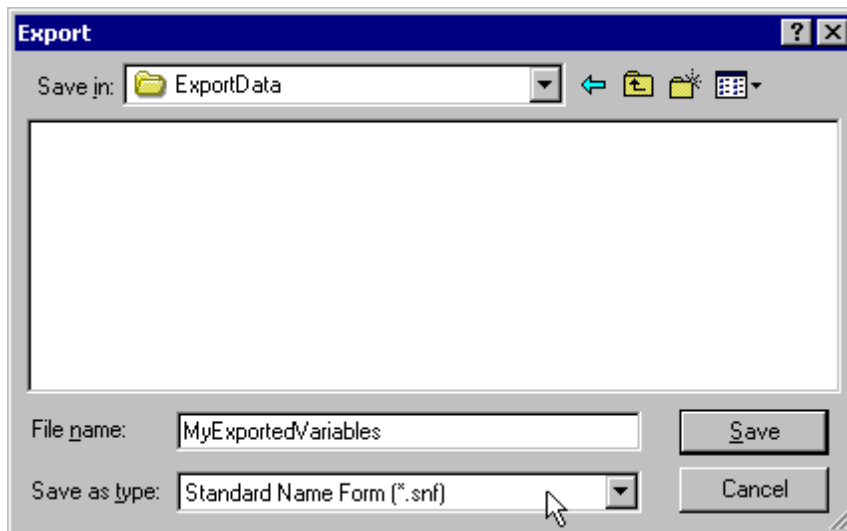 Export
Save in: ExportData
File name: MyExportedVariables Save
Save as type: Standard Name Form (*.snf) Cancel